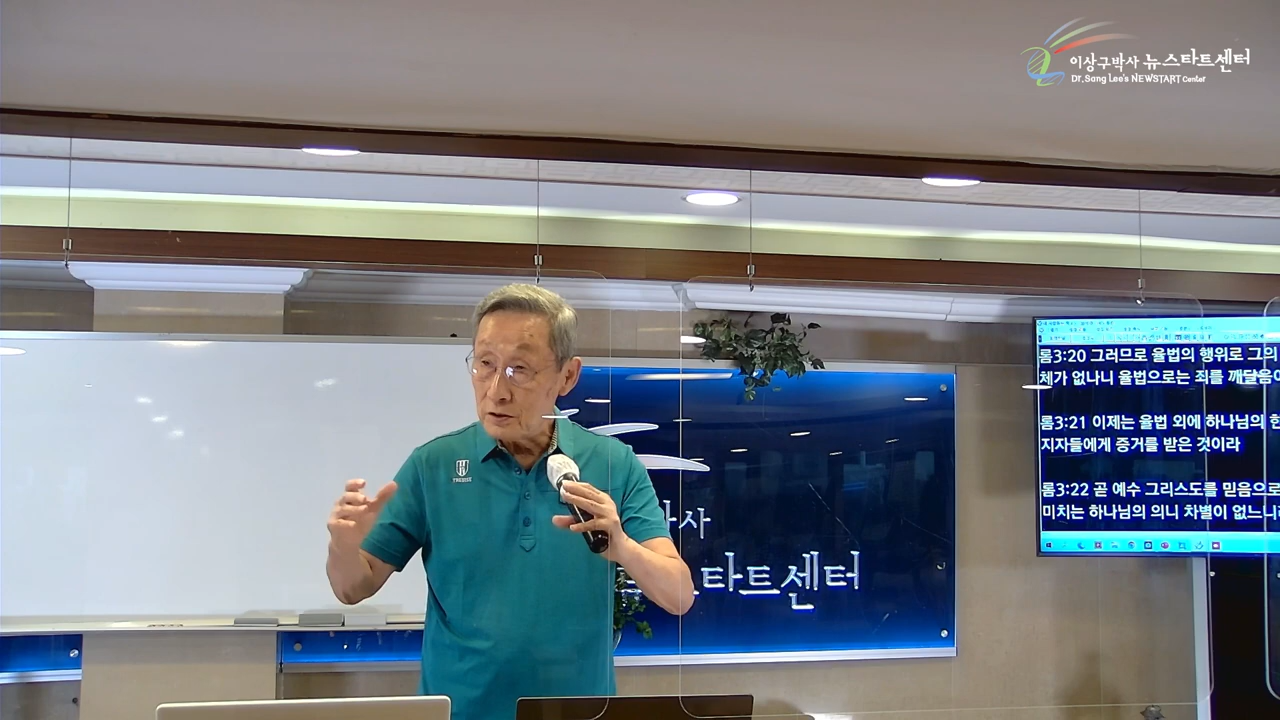 이상구박사 뉴스타트센터
Dr. Sang Lee's NEWSTART Center
롬3:20 그러므로 율법의 행위로 그의
체가 없나니 율법으로는 죄를 깨달음이
롬3:21 이제는 율법 외에 하나님의 한
지자들에게 증거를 받은 것이라
롬3:22 곧 예수 그리스도를 믿음으로
미치는 하나님의 의니 차별이 없느니라
박사
스타트센터